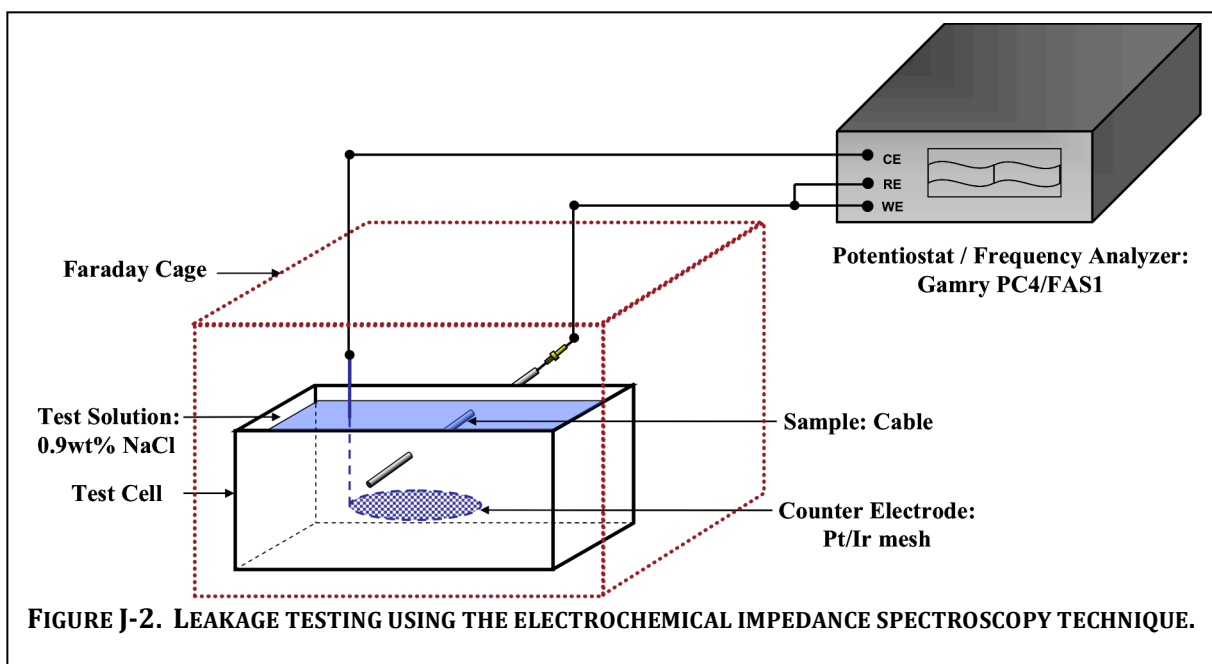 CE
RE
WE
Potentiostat / Frequency Analyzer:
Gamry PC4/FAS1
Faraday Cage
Test Solution:
0.9wt% NaCl
Sample: Cable
Test Cell
Counter Electrode:
Pt/Ir mesh
FIGURE J-2. LEAKAGE TESTING USING THE ELECTROCHEMICAL IMPEDANCE SPECTROSCOPY TECHNIQUE.